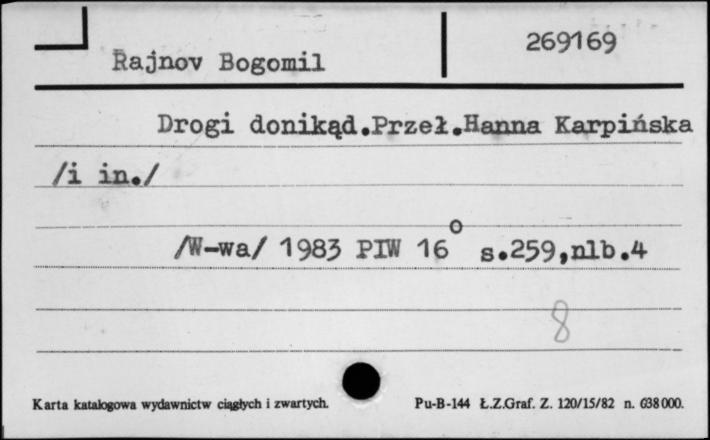 Rajnov Bogomil
269169
Drogi donikąd.Przeł.Hanna Karpińska
/i in./
/W-wa/ 1983 PIW 16° s.259,nlb.4
8
Karta katalogowa wydawnictw ciągłych i zwartych.
Pu-B-144 Ł.Z.Graf. Z. 120/15/82 n. 638000.